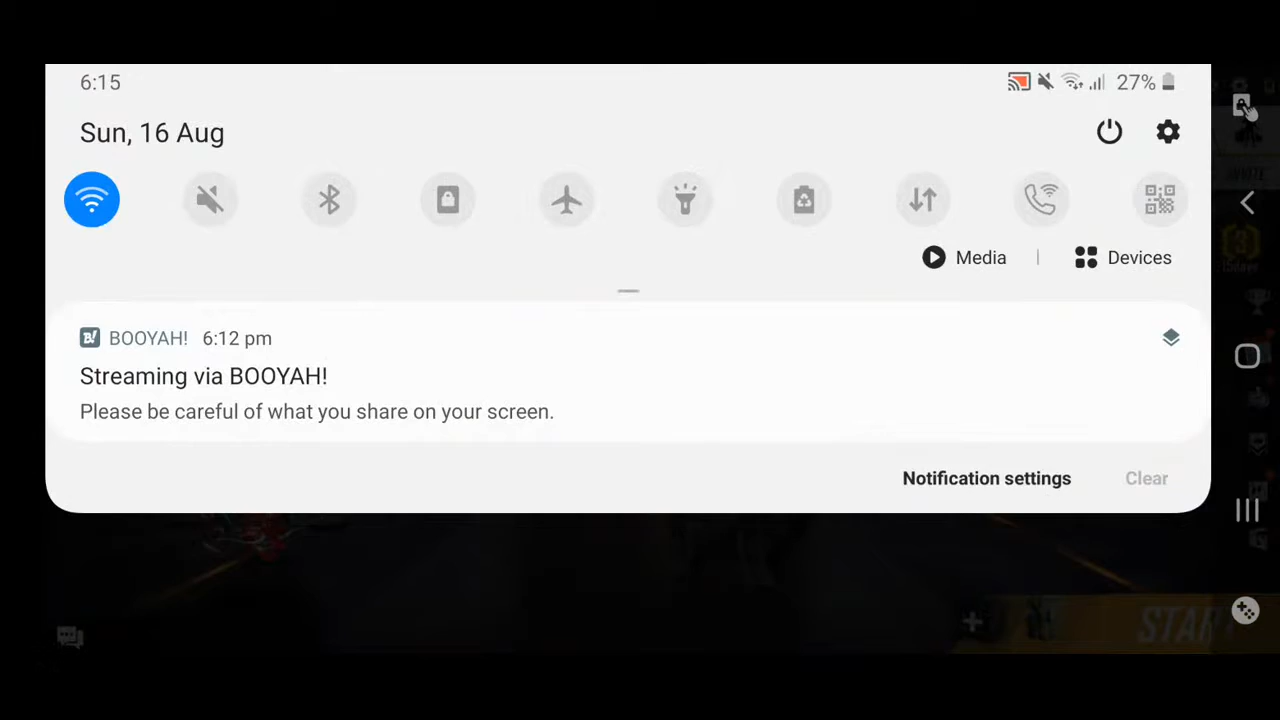 6:15
27%
Sun, 16 Aug
Media | Devices
BOOYAH! 6:12 pm
Streaming via BOOYAH!
Please be careful of what you share on your screen.
Notification settings Clear
START